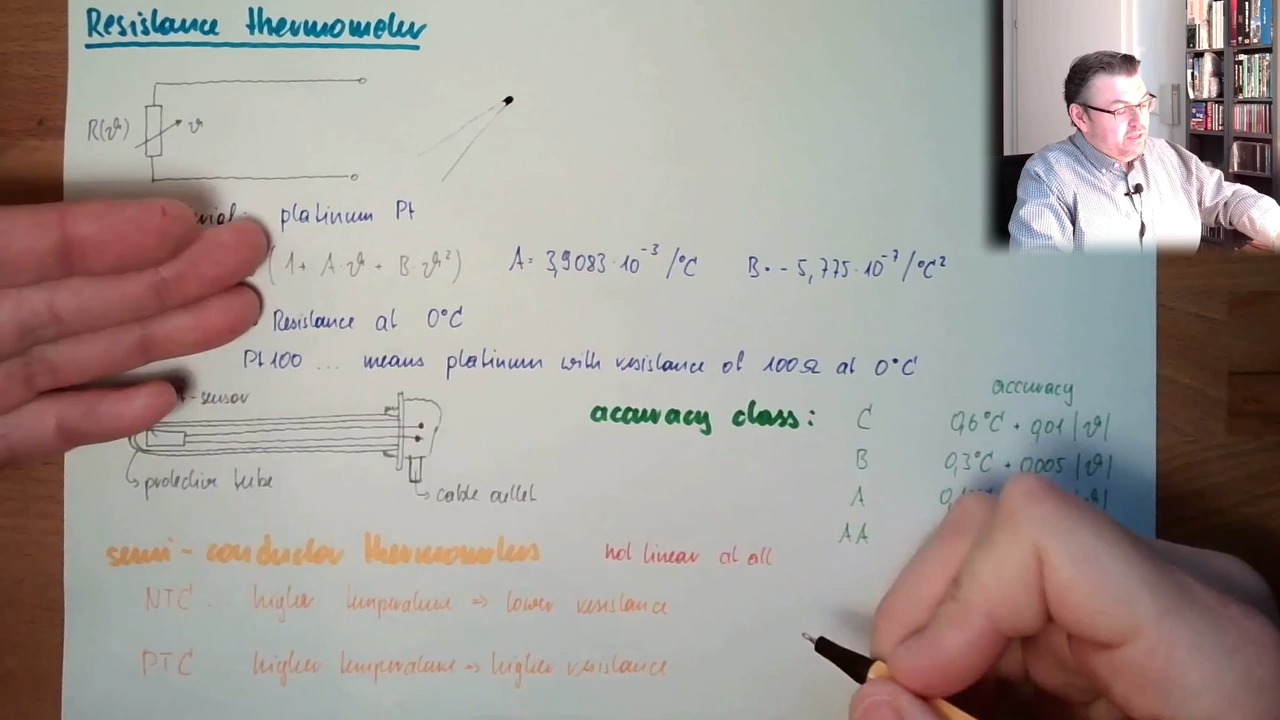 Resistance thermometer
R(ϑ) ϑ
platinum Pt
(1 + A·ϑ + B·ϑ²) A = 3,9083·10⁻³ /°C B = -5,775·10⁻⁷ /°C²
Resistance at 0°C
Pt100 ... means platinum with resistance of 100Ω at 0°C
-sensor
accuracy
accuracy class: C 0,6°C + 0,01 |ϑ|
B 0,3°C + 0,005 |ϑ|
A
AA
protective tube
cable outlet
semi-conductor thermometers not linear at all
NTC ... higher temperature ⇒ lower resistance
PTC higher temperature ⇒ higher resistance